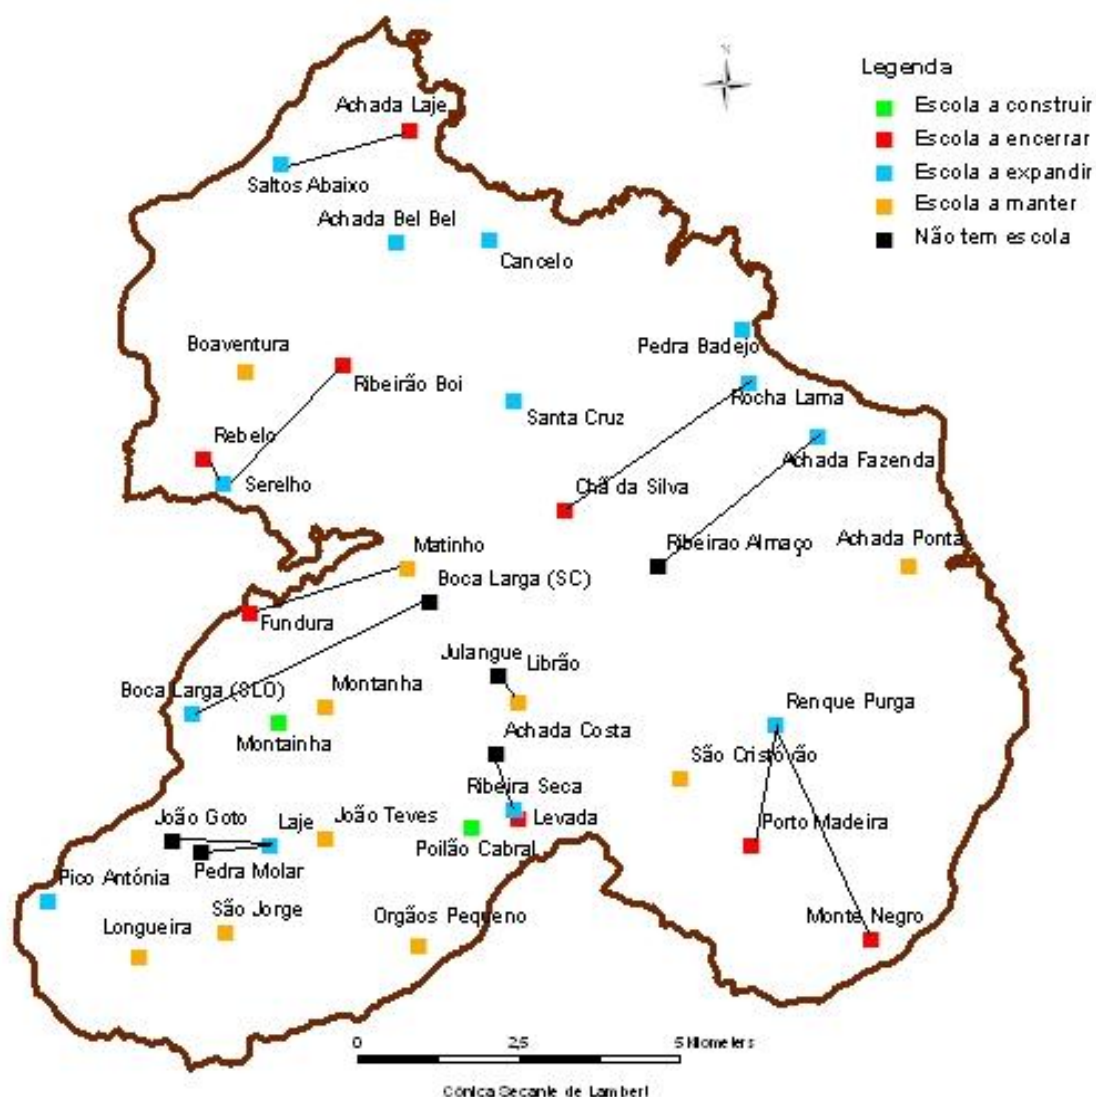 N
Legenda
Escola a construir
Escola a encerrar
Escola a expandir
Escola a manter
Não tem escola
Achada Laje
Saltos Abaixo
Achada Bel Bel
Cancelo
Pedra Badejo
Boaventura
Ribeirão Boi
Rocha Lama
Santa Cruz
Rebelo
Achada Fazenda
Serelho
Chã da Silva
Ribeirao Almaço
Achada Ponta
Matinho
Boca Larga (SC)
Fundura
Julangue
Librão
Boca Larga (SLO)
Montanha
Renque Purga
Montainha
Achada Costa
São Cristovão
Ribeira Seca
João Goto
Laje
João Teves
Levada
Porto Madeira
Poilão Cabral
Pedra Molar
Pico Antónia
São Jorge
Orgãos Pequeno
Monte Negro
Longueira
0 2,5 5 Kilometers
Cónica Secante de Lambert